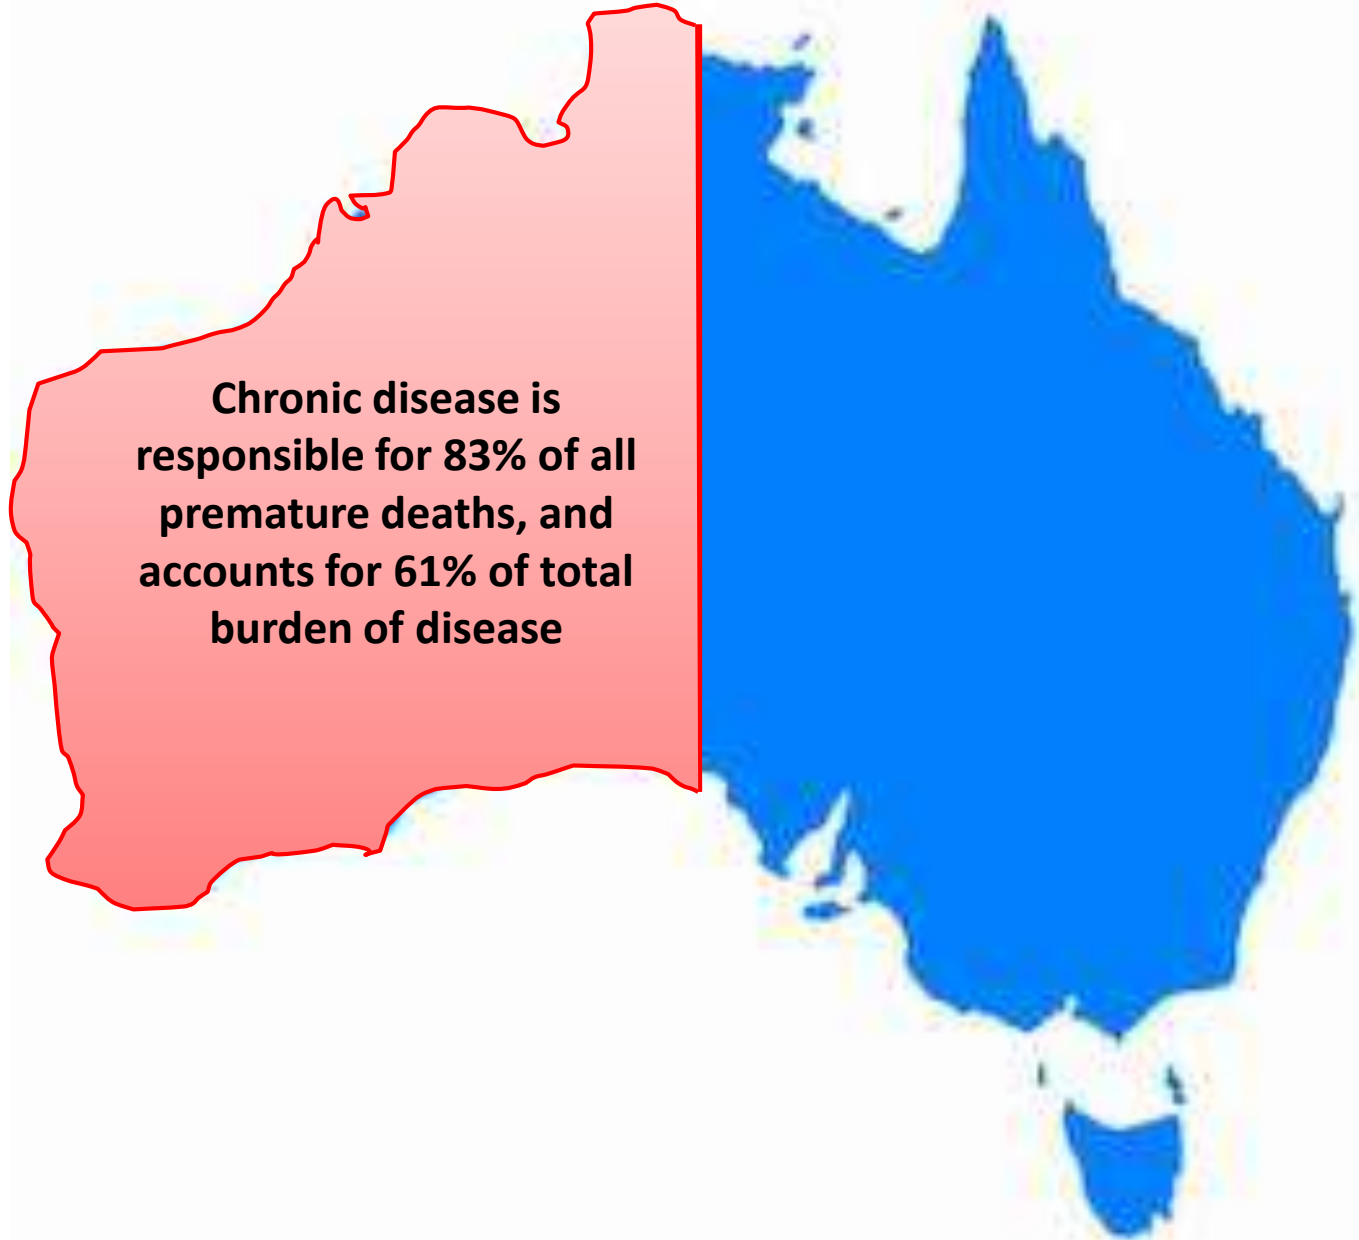 Chronic disease is
responsible for 83% of all
premature deaths, and
accounts for 61% of total
burden of disease